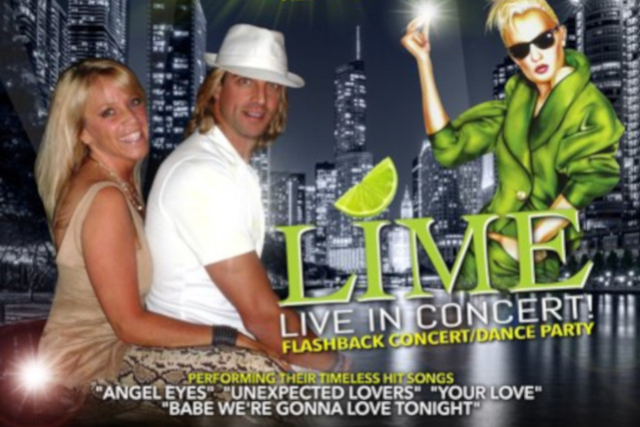 LIME
LIVE IN CONCERT!
FLASHBACK CONCERT/DANCE PARTY
PERFORMING THEIR TIMELESS HIT SONGS
"ANGEL EYES" "UNEXPECTED LOVERS" "YOUR LOVE"
"BABE WE'RE GONNA LOVE TONIGHT"